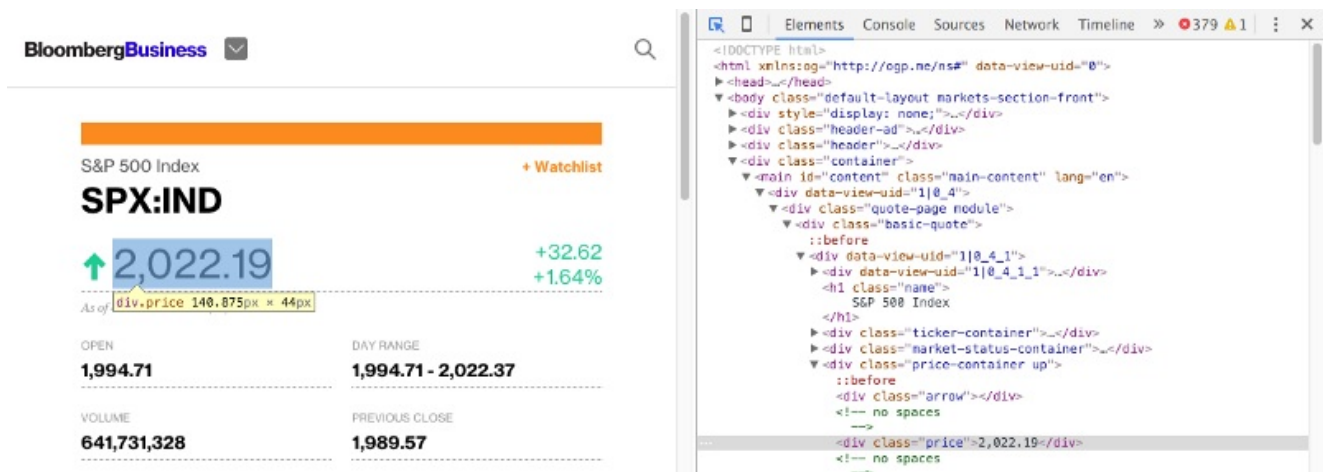 BloombergBusiness
S&P 500 Index
+ Watchlist
SPX:IND
2,022.19
+32.62
+1.64%
As of
div.price 140.875px × 44px
OPEN
1,994.71
DAY RANGE
1,994.71 - 2,022.37
VOLUME
641,731,328
PREVIOUS CLOSE
1,989.57
Elements Console Sources Network Timeline » 379 1
<!DOCTYPE html>
<html xmlns:og="http://ogp.me/ns#" data-view-uid="0">
<head>…</head>
<body class="default-layout markets-section-front">
<div style="display: none;">…</div>
<div class="header-ad">…</div>
<div class="header">…</div>
<div class="container">
<main id="content" class="main-content" lang="en">
<div data-view-uid="1|0_4">
<div class="quote-page module">
<div class="basic-quote">
::before
<div data-view-uid="1|0_4_1">
<div data-view-uid="1|0_4_1_1">…</div>
<h1 class="name">
S&P 500 Index
</h1>
<div class="ticker-container">…</div>
<div class="market-status-container">…</div>
<div class="price-container up">
::before
<div class="arrow"></div>
<!-- no spaces
-->
<div class="price">2,022.19</div>
<!-- no spaces